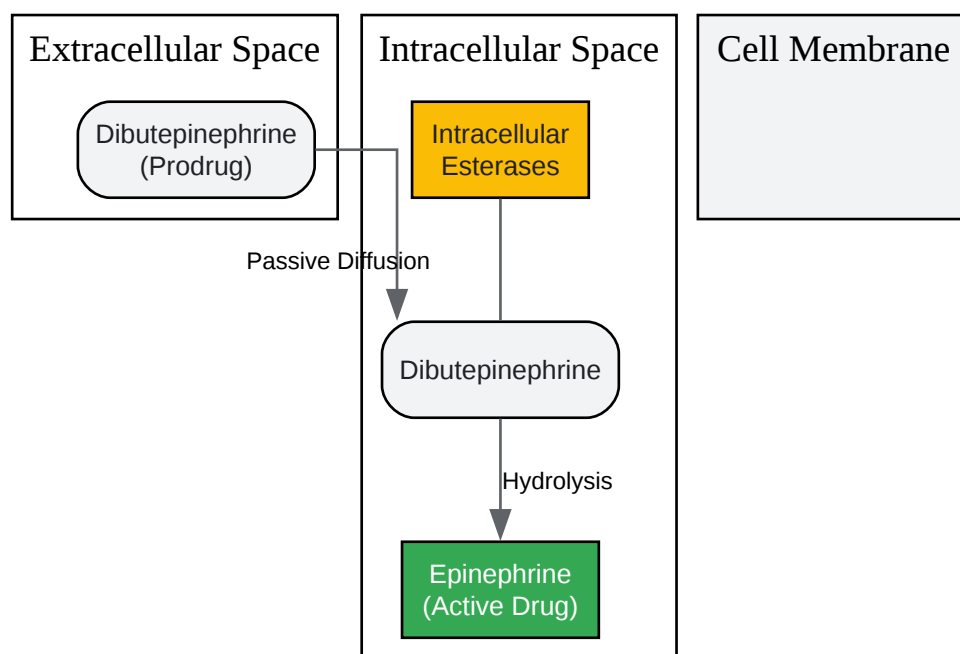 Extracellular Space
Intracellular Space
Cell Membrane
Dibutepinephrine
(Prodrug)
Intracellular
Esterases
Passive Diffusion
Dibutepinephrine
Hydrolysis
Epinephrine
(Active Drug)